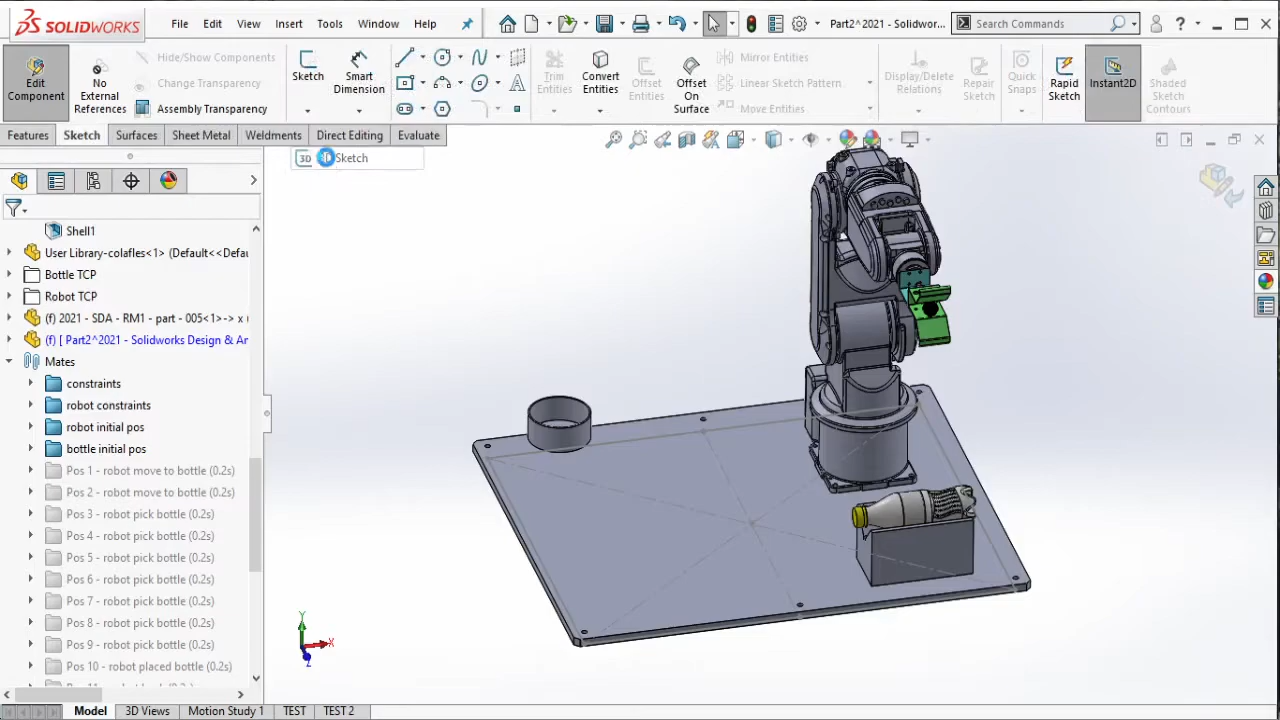 SOLIDWORKS
File Edit View Insert Tools Window Help
Part2^2021 - Solidwor...
Search Commands
Edit Component
No External References
Hide/Show Components
Change Transparency
Assembly Transparency
Sketch
Smart Dimension
Trim Entities
Convert Entities
Offset Entities
Offset On Surface
Mirror Entities
Linear Sketch Pattern
Move Entities
Display/Delete Relations
Repair Sketch
Quick Snaps
Rapid Sketch
Instant2D
Shaded Sketch Contours
Features Sketch Surfaces Sheet Metal Weldments Direct Editing Evaluate
3D Sketch
Shell1
User Library-colafles<1> (Default<<Defau
Bottle TCP
Robot TCP
(f) 2021 - SDA - RM1 - part - 005<1>-> x
(f) [ Part2^2021 - Solidworks Design & Ar
Mates
constraints
robot constraints
robot initial pos
bottle initial pos
Pos 1 - robot move to bottle (0.2s)
Pos 2 - robot move to bottle (0.2s)
Pos 3 - robot pick bottle (0.2s)
Pos 4 - robot pick bottle (0.2s)
Pos 5 - robot pick bottle (0.2s)
Pos 6 - robot pick bottle (0.2s)
Pos 7 - robot pick bottle (0.2s)
Pos 8 - robot pick bottle (0.2s)
Pos 9 - robot pick bottle (0.2s)
Pos 10 - robot placed bottle (0.2s)
Y
X
Z
Model 3D Views Motion Study 1 TEST TEST 2